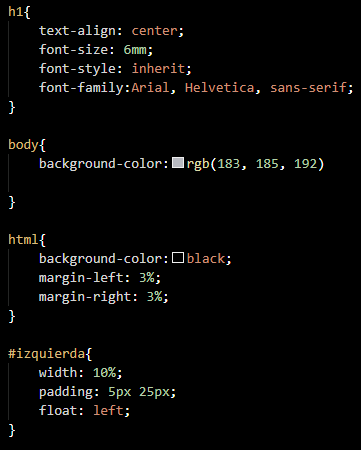 h1{
text-align: center;
font-size: 6mm;
font-style: inherit;
font-family:Arial, Helvetica, sans-serif;
}
body{
background-color:rgb(183, 185, 192)
}
html{
background-color:black;
margin-left: 3%;
margin-right: 3%;
}
#izquierda{
width: 10%;
padding: 5px 25px;
float: left;
}